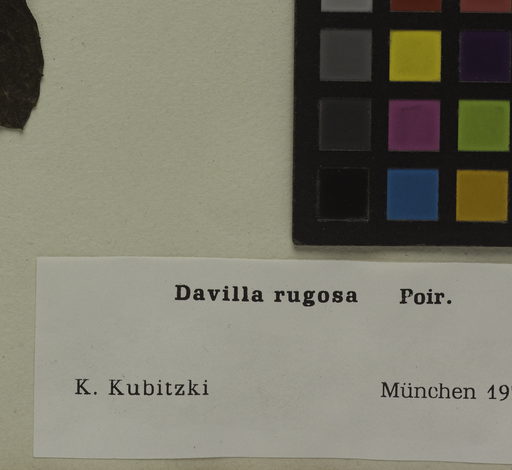 Davilla rugosa Poir.
K. Kubitzki München 19